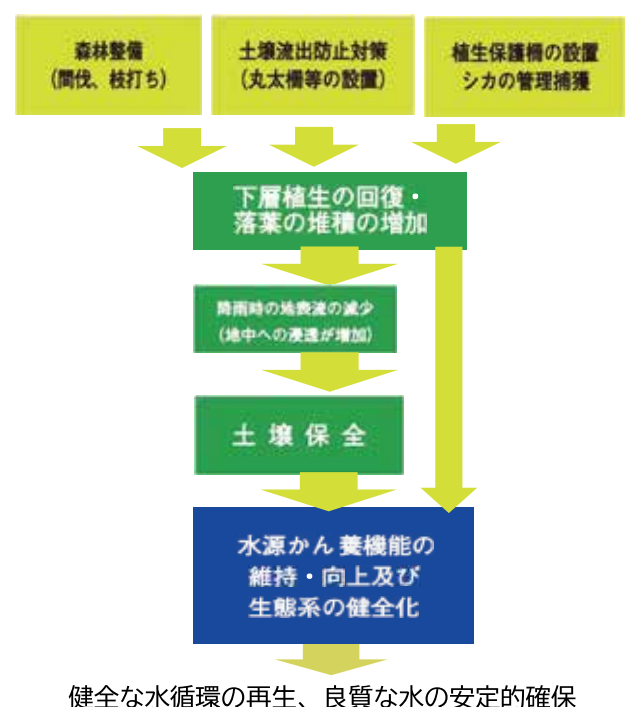 森林整備
(間伐、枝打ち)
土壌流出防止対策
(丸太柵等の設置)
植生保護柵の設置
シカの管理捕獲
下層植生の回復・
落葉の堆積の増加
降雨時の地表流の減少
(地中への浸透が増加)
土壌保全
水源かん養機能の
維持・向上及び
生態系の健全化
健全な水循環の再生、良質な水の安定的確保